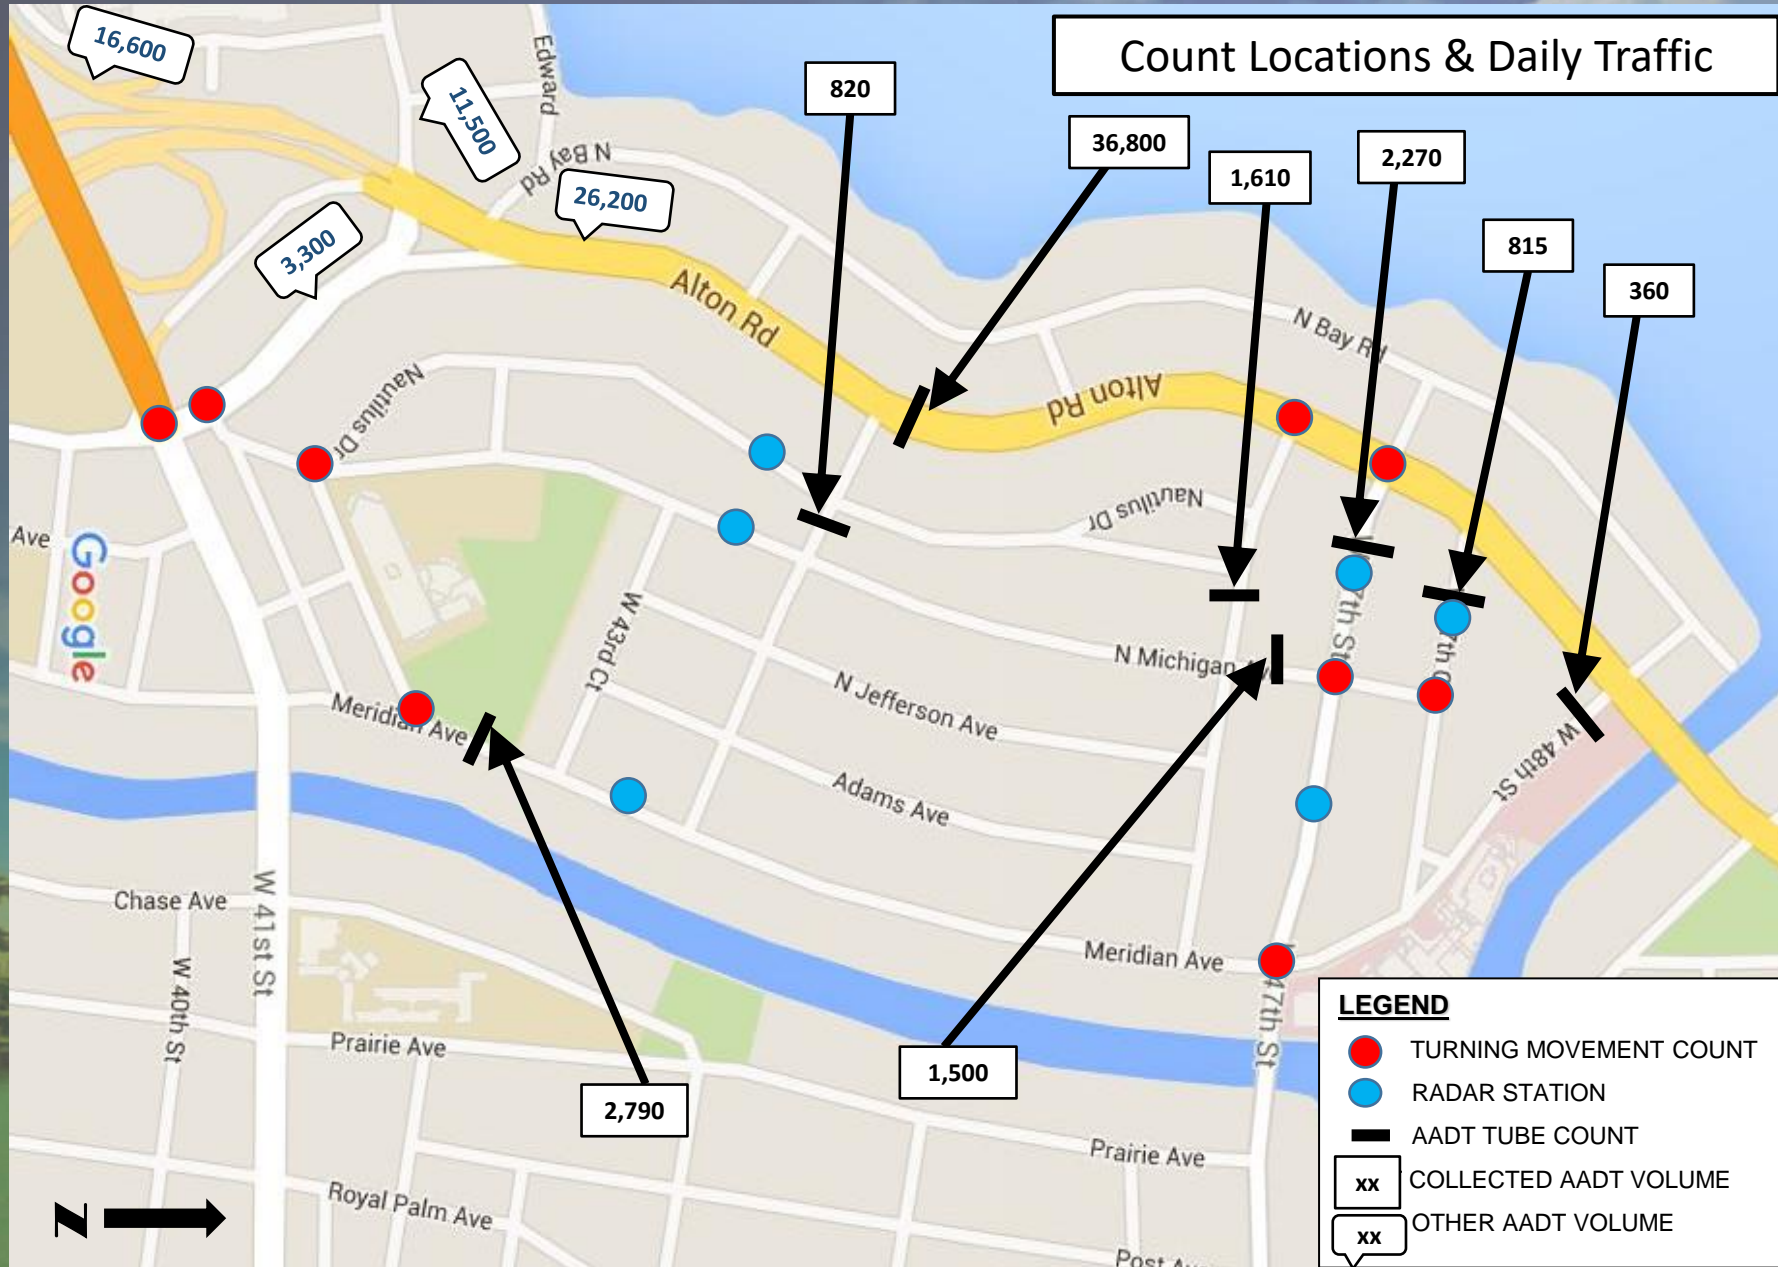 Count Locations & Daily Traffic
16,600
11,500
26,200
3,300
820
36,800
1,610
2,270
815
360
Edward
N Bay Rd
Alton Rd
N Bay Rd
Alton Rd
Nautilus Dr
Nautilus Dr
Ave
Google
W 43rd Ct
N Michigan
7th St
7th
Meridian Ave
N Jefferson Ave
Adams Ave
W 48th St
Chase Ave
W 41st St
W 40th St
Meridian Ave
47th St
Prairie Ave
Prairie Ave
Royal Palm Ave
Post
2,790
1,500
N
LEGEND
TURNING MOVEMENT COUNT
RADAR STATION
AADT TUBE COUNT
xx COLLECTED AADT VOLUME
xx OTHER AADT VOLUME